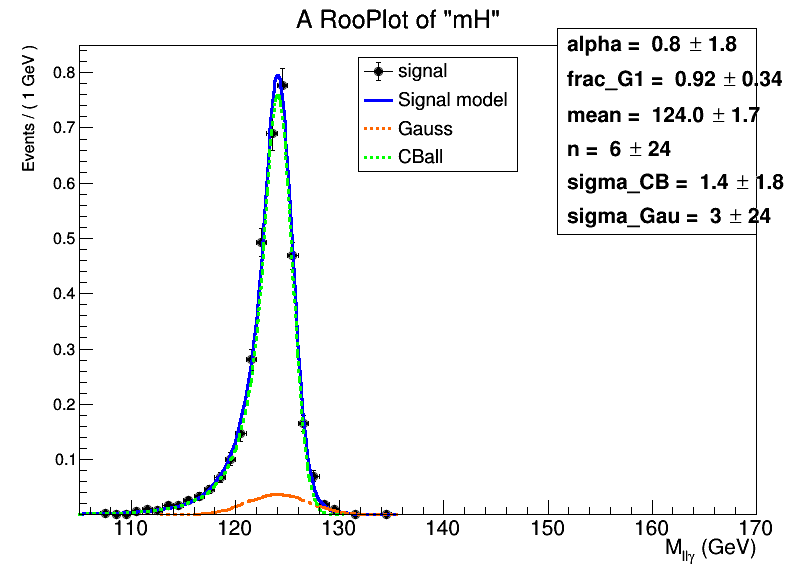 A RooPlot of "mH"
Events / ( 1 GeV )
0.8
0.7
0.6
0.5
0.4
0.3
0.2
0.1
signal
Signal model
Gauss
CBall
alpha = 0.8 ± 1.8
frac_G1 = 0.92 ± 0.34
mean = 124.0 ± 1.7
n = 6 ± 24
sigma_CB = 1.4 ± 1.8
sigma_Gau = 3 ± 24
110 120 130 140 150 160 170
M_llγ (GeV)